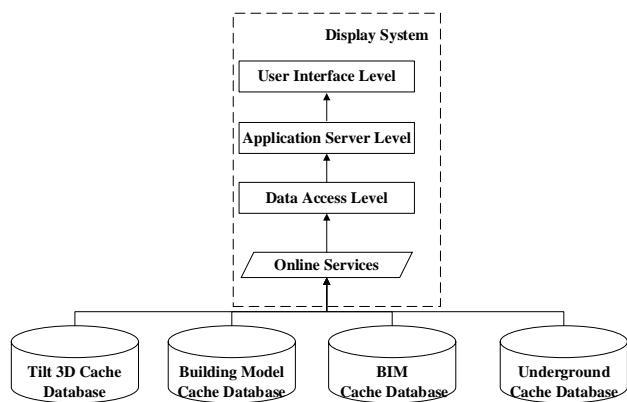 Display System
User Interface Level
Application Server Level
Data Access Level
Online Services
Tilt 3D Cache
Database
Building Model
Cache Database
BIM
Cache Database
Underground
Cache Database